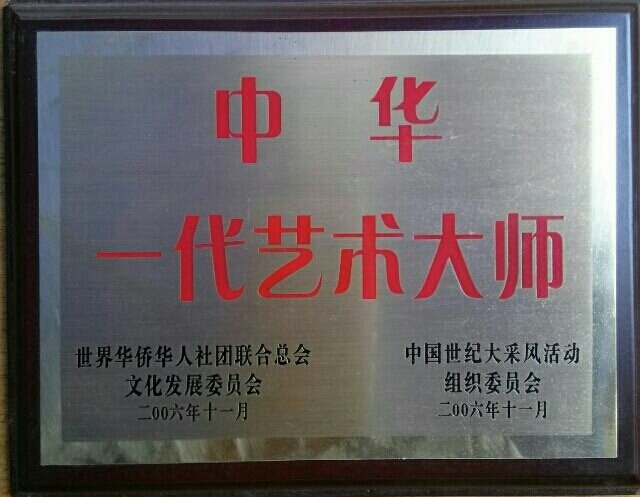 中华
一代艺术大师
世界华侨华人社团联合总会
文化发展委员会
二00六年十一月
中国世纪大采风活动
组织委员会
二00六年十一月